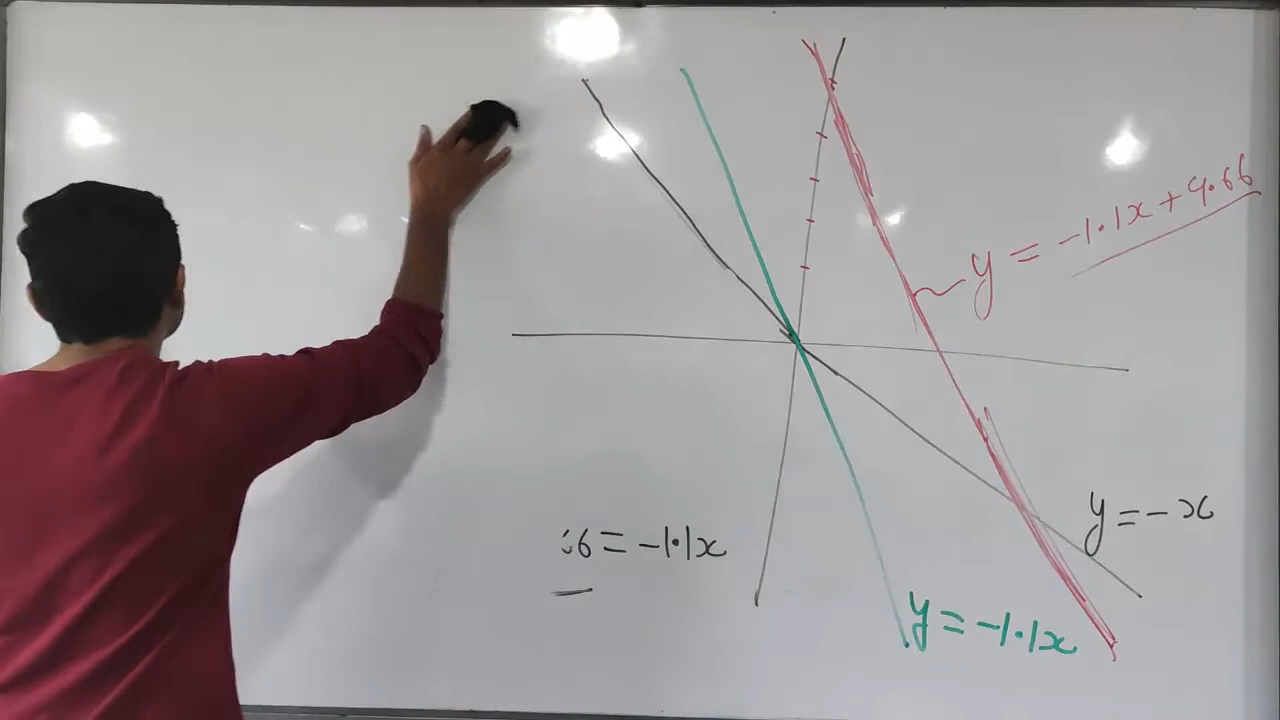 y = -1.1x + 4.66
y = -x
6 = -1.1x
y = -1.1x